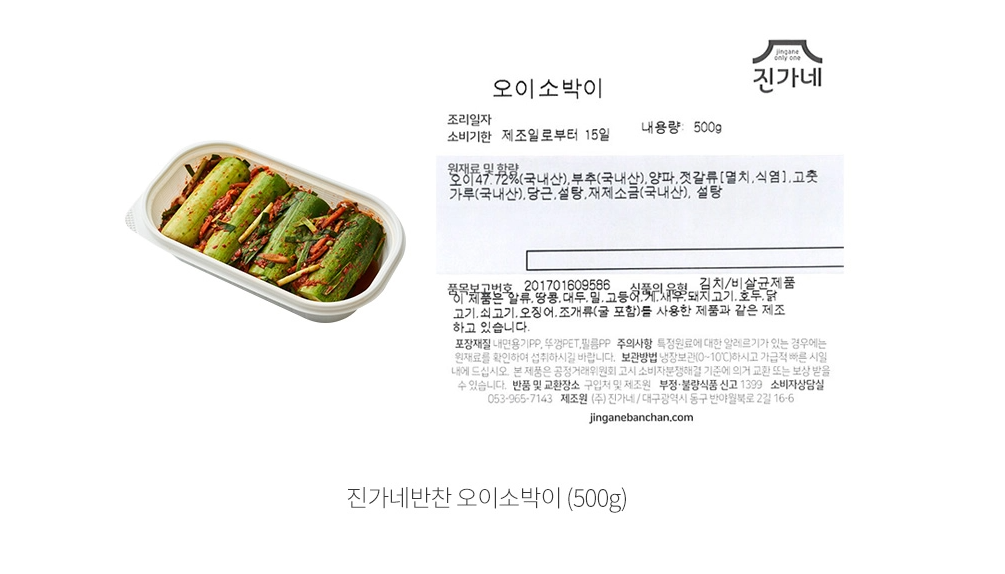 jingane
only one
진가네
오이소박이
조리일자
소비기한 제조일로부터 15일 내용량: 500g
원재료 및 함량
오이47.72%(국내산),부추(국내산),양파,젓갈류[멸치,식염],고춧
가루(국내산),당근,설탕,재제소금(국내산), 설탕
품목보고번호 201701609586 식품의 유형 김치/비살균제품
이 제품은 알류,땅콩,대두,밀,고등어,게,새우,돼지고기,호두,닭
고기,쇠고기,오징어,조개류(굴 포함)를 사용한 제품과 같은 제조
하고 있습니다.
포장재질 내면용기PP, 뚜껑PET,필름PP 주의사항 특정원료에 대한 알레르기가 있는 경우에는
원재료를 확인하여 섭취하시길 바랍니다. 보관방법 냉장보관(0~10℃)하시고 가급적 빠른 시일
내에 드십시오. 본 제품은 공정거래위원회 고시 소비자분쟁해결 기준에 의거 교환 또는 보상 받을
수 있습니다. 반품 및 교환장소 구입처 및 제조원 부정·불량식품 신고 1399 소비자상담실
053-965-7143 제조원 (주) 진가네 / 대구광역시 동구 반야월북로 2길 16-6
jinganebanchan.com
진가네반찬 오이소박이 (500g)